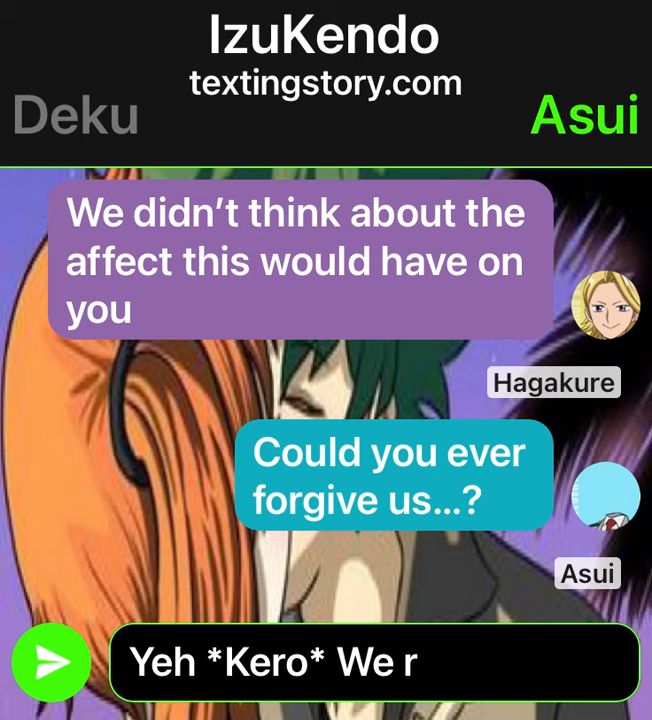 IzuKendo
textingstory.com
Deku
Asui
We didn’t think about the
affect this would have on
you
Hagakure
Could you ever
forgive us...?
Asui
Yeh *Kero* We r